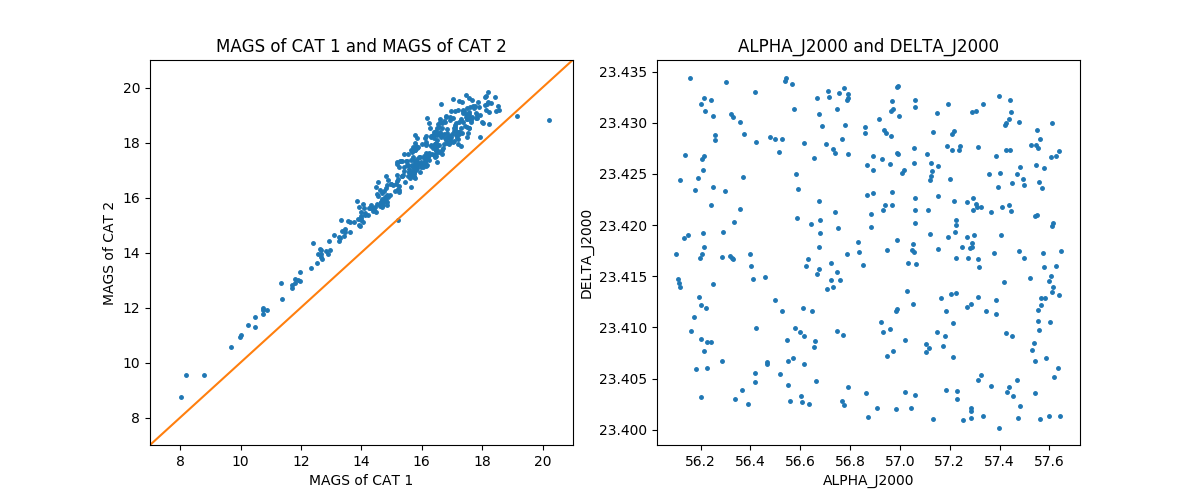 MAGS of CAT 1 and MAGS of CAT 2
MAGS of CAT 2
20
18
16
14
12
10
8
8 10 12 14 16 18 20
MAGS of CAT 1
ALPHA_J2000 and DELTA_J2000
DELTA_J2000
23.435
23.430
23.425
23.420
23.415
23.410
23.405
23.400
56.2 56.4 56.6 56.8 57.0 57.2 57.4 57.6
ALPHA_J2000